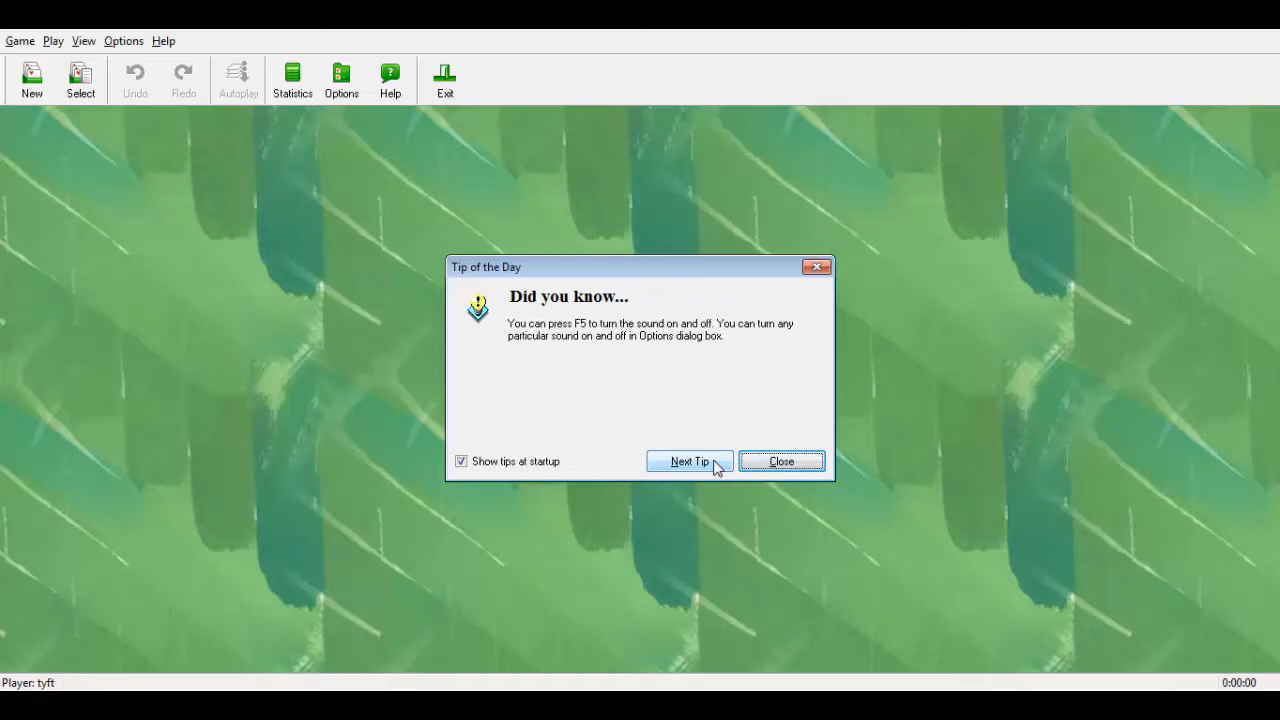 Game Play View Options Help
New Select Undo Redo Autoplay Statistics Options Help Exit
Tip of the Day
Did you know...
You can press F5 to turn the sound on and off. You can turn any
particular sound on and off in Options dialog box.
Show tips at startup Next Tip Close
Player: tyft 0:00:00